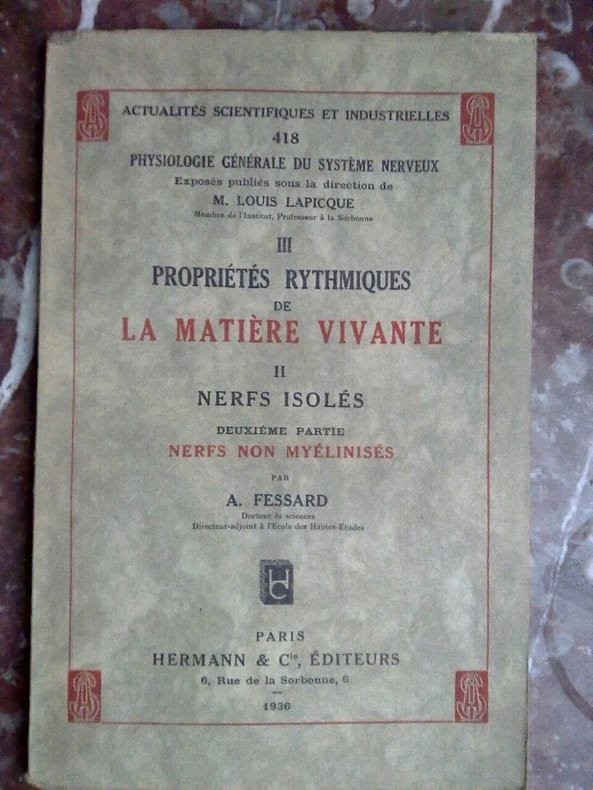 ACTUALITÉS SCIENTIFIQUES ET INDUSTRIELLES
418
PHYSIOLOGIE GÉNÉRALE DU SYSTÈME NERVEUX
Exposés publiés sous la direction de
M. LOUIS LAPICQUE
Membre de l'Institut, Professeur à la Sorbonne
III
PROPRIÉTÉS RYTHMIQUES
DE
LA MATIÈRE VIVANTE
II
NERFS ISOLÉS
DEUXIÈME PARTIE
NERFS NON MYÉLINISÉS
PAR
A. FESSARD
Docteur ès sciences
Directeur-adjoint à l'Ecole des Hautes-Etudes
HC
PARIS
HERMANN & Cie, ÉDITEURS
6, Rue de la Sorbonne, 6
1936